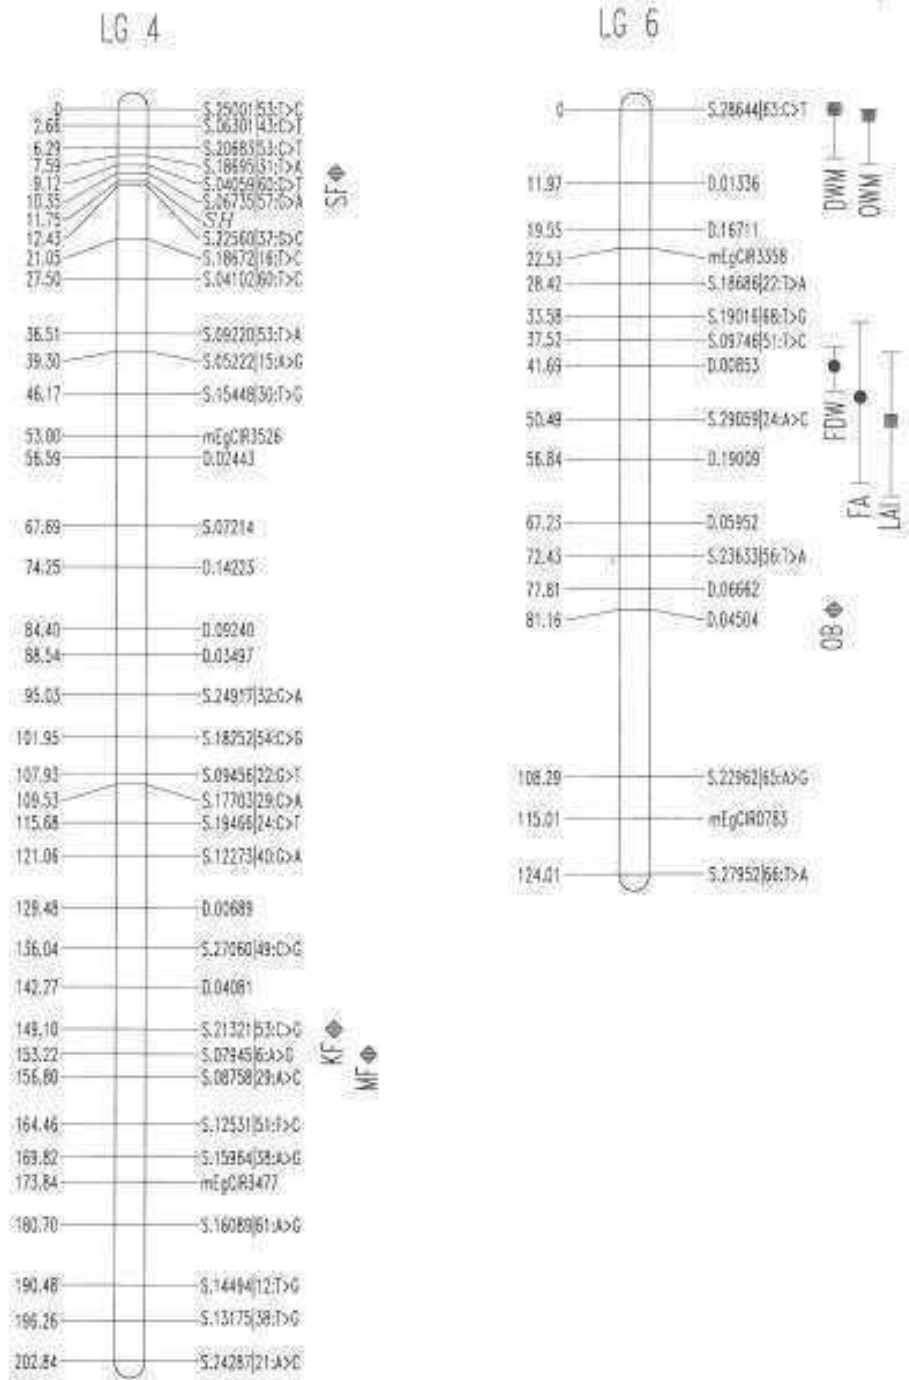 LG 4
0 S.25001|53:T>C
2.66 S.06301|43:C>T
6.29 S.20683|53:C>T
7.59 S.18695|31:T>A
9.12 S.04059|60:C>T
10.35 S.06735|57:G>A
11.75 SH
12.43 S.22560|37:G>C
21.05 S.18672|16:T>C
27.50 S.04102|60:T>C
36.51 S.09220|53:T>A
39.30 S.05222|15:A>G
46.17 S.15448|30:T>G
53.00 mEgCIR3526
56.59 D.02443
67.69 S.07214
74.25 D.14223
84.40 D.09240
88.54 D.03497
95.03 S.24917|32:G>A
101.95 S.18252|54:C>G
107.93 S.09456|22:G>T
109.53 S.17703|29:C>A
115.68 S.19466|24:C>T
121.06 S.12273|40:G>A
129.48 D.00689
136.04 S.27060|49:C>G
142.27 D.04081
149.10 S.21321|53:C>G
153.22 S.07945|6:A>G
156.80 S.08758|29:A>C
164.46 S.12531|51:T>C
169.82 S.15964|38:A>G
173.84 mEgCIR3477
180.70 S.16089|61:A>G
190.48 S.14494|12:T>G
196.26 S.13175|38:T>G
202.84 S.24287|21:A>C
SF
KF
MF
LG 6
0 S.28644|63:C>T
11.97 D.01336
19.55 D.16711
22.53 mEgCIR3358
28.42 S.18686|22:T>A
33.58 S.19016|68:T>G
37.52 S.09746|51:T>C
41.69 D.00853
50.49 S.29059|24:A>C
56.84 D.19009
67.23 D.05952
72.43 S.23633|56:T>A
77.81 D.06662
81.16 D.04504
108.29 S.22962|65:A>G
115.01 mEgCIR0783
124.01 S.27952|66:T>A
DWM
OWM
FDW
FA
LAI
OB